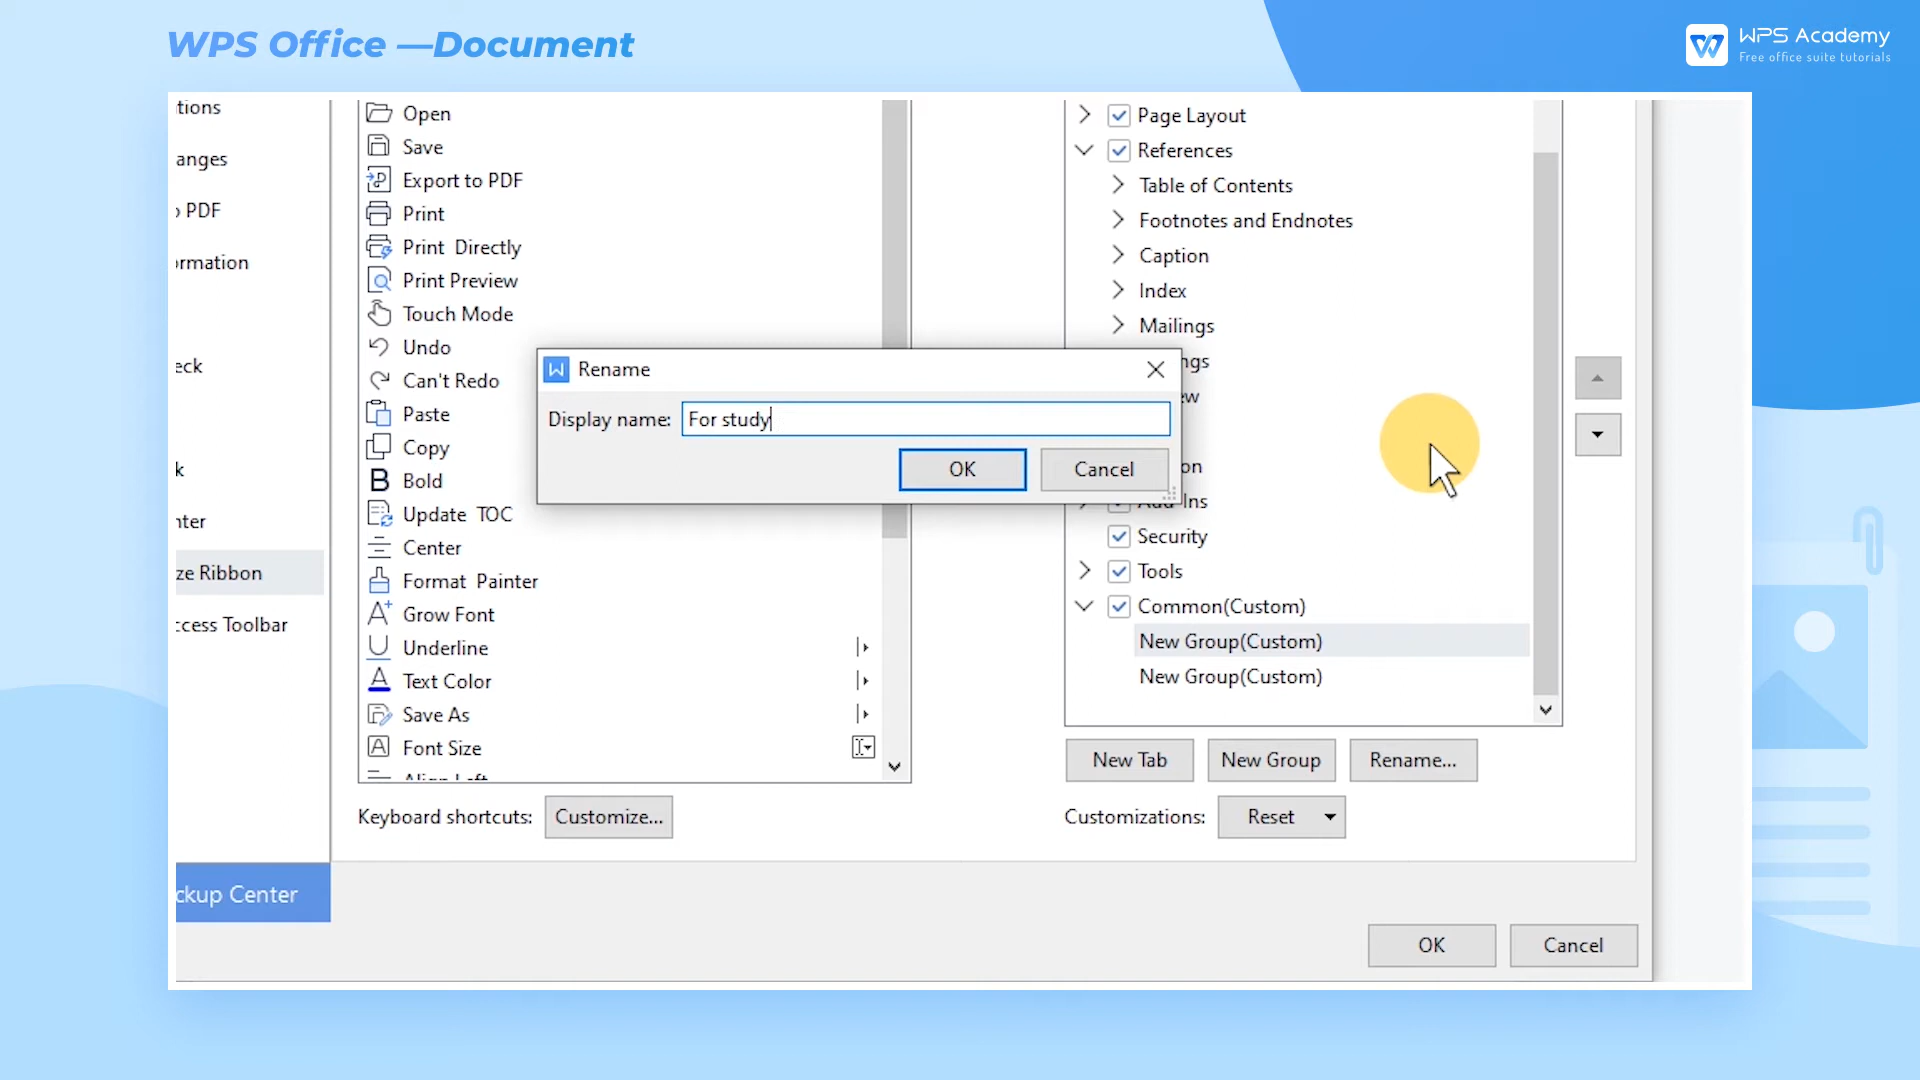 WPS Office —Document
WPS Academy
Free office suite tutorials
tions
anges
PDF
ormation
eck
k
nter
ze Ribbon
ccess Toolbar
ckup Center
Open
Save
Export to PDF
Print
Print Directly
Print Preview
Touch Mode
Undo
Can't Redo
Paste
Copy
Bold
Update TOC
Center
Format Painter
Grow Font
Underline
Text Color
Save As
Font Size
Align Left
Keyboard shortcuts:
Customize...
Rename
Display name: For study
OK
Cancel
Page Layout
References
Table of Contents
Footnotes and Endnotes
Caption
Index
Mailings
ngs
ew
on
Add-Ins
Security
Tools
Common(Custom)
New Group(Custom)
New Group(Custom)
New Tab
New Group
Rename...
Customizations:
Reset
OK
Cancel